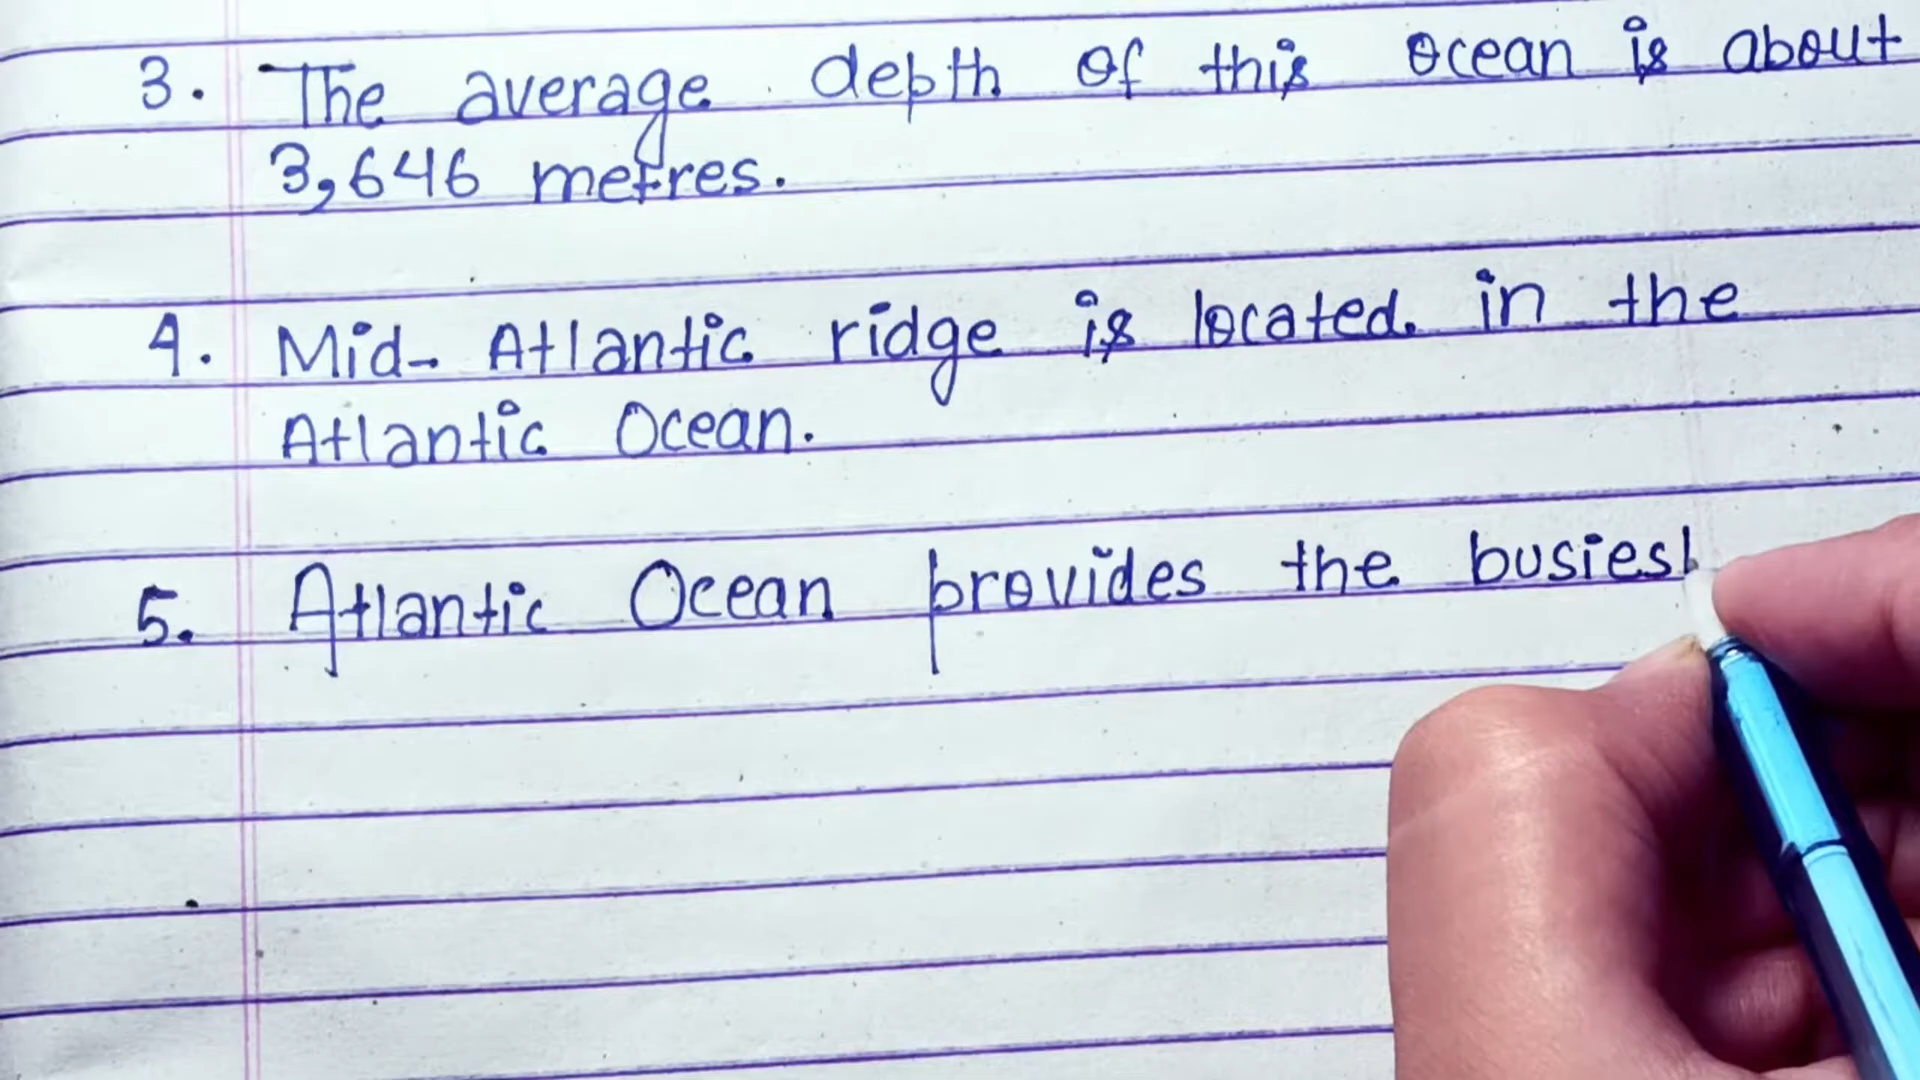 3. The average depth of this ocean is about
3,646 metres.
4. Mid-Atlantic ridge is located in the
Atlantic Ocean.
5. Atlantic Ocean provides the busiest